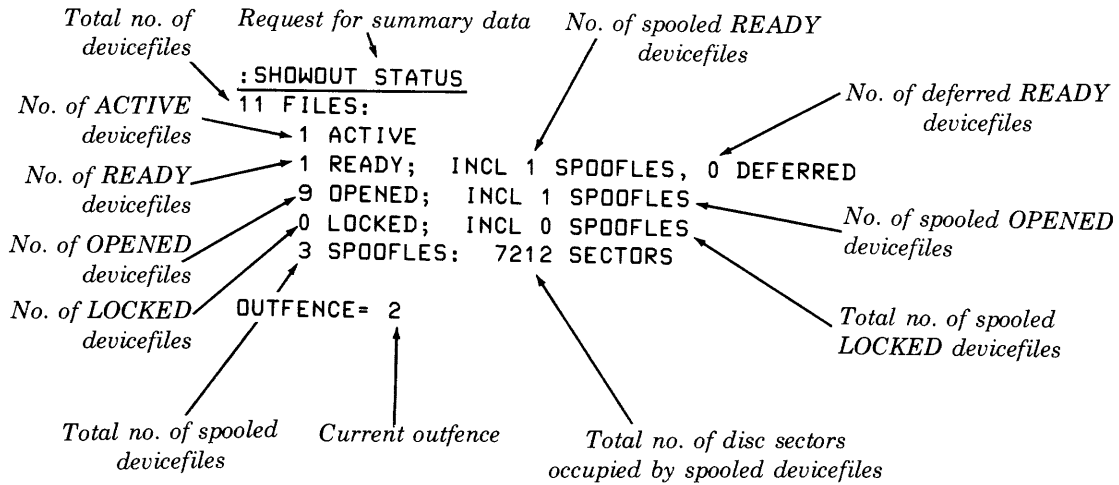 Total no. of
devicefiles
Request for summary data
No. of spooled READY
devicefiles
:SHOWOUT STATUS
No. of ACTIVE
devicefiles
11 FILES:
No. of deferred READY
devicefiles
1 ACTIVE
No. of READY
devicefiles
1 READY; INCL 1 SPOOFLES, 0 DEFERRED
9 OPENED; INCL 1 SPOOFLES
No. of spooled OPENED
devicefiles
No. of OPENED
devicefiles
0 LOCKED; INCL 0 SPOOFLES
3 SPOOFLES: 7212 SECTORS
No. of LOCKED
devicefiles
OUTFENCE= 2
Total no. of spooled
LOCKED devicefiles
Total no. of spooled
devicefiles
Current outfence
Total no. of disc sectors
occupied by spooled devicefiles